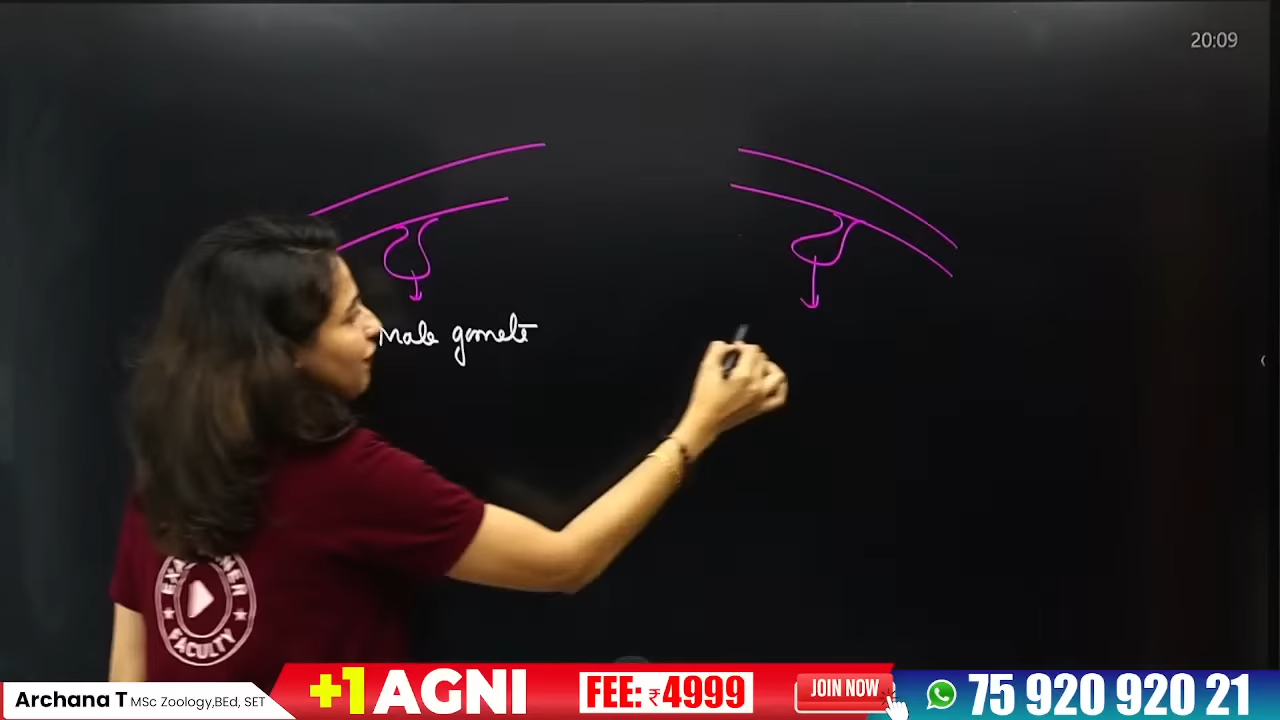 20:09
Male gamete
FACULTY
Archana T MSc Zoology,BEd, SET
+1 AGNI
FEE: ₹4999
JOIN NOW
75 920 920 21